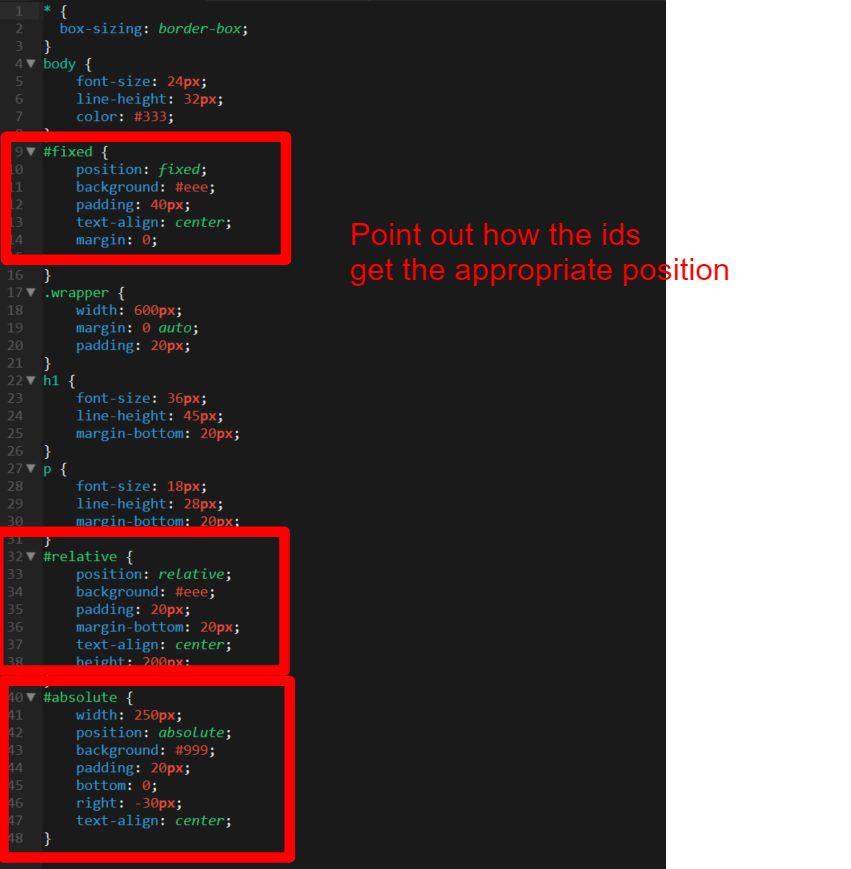 1 * {
2 box-sizing: border-box;
3 }
4 body {
5 font-size: 24px;
6 line-height: 32px;
7 color: #333;
9 #fixed {
10 position: fixed;
11 background: #eee;
12 padding: 40px;
13 text-align: center;
14 margin: 0;
Point out how the ids
get the appropriate position
16 }
17 .wrapper {
18 width: 600px;
19 margin: 0 auto;
20 padding: 20px;
21 }
22 h1 {
23 font-size: 36px;
24 line-height: 45px;
25 margin-bottom: 20px;
26 }
27 p {
28 font-size: 18px;
29 line-height: 28px;
30 margin-bottom: 20px;
31 }
32 #relative {
33 position: relative;
34 background: #eee;
35 padding: 20px;
36 margin-bottom: 20px;
37 text-align: center;
38 height: 200px;
40 #absolute {
41 width: 250px;
42 position: absolute;
43 background: #999;
44 padding: 20px;
45 bottom: 0;
46 right: -30px;
47 text-align: center;
48 }